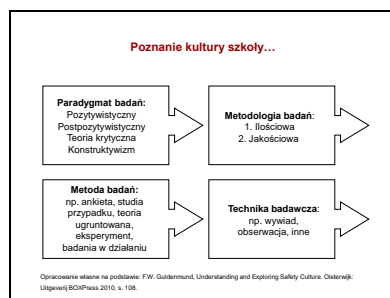 Poznanie kultury szkoły…
Paradygmat badań:
Pozytywistyczny
Postpozytywistyczny
Teoria krytyczna
Konstruktywizm
Metodologia badań:
1. Ilościowa
2. Jakościowa
Metoda badań:
np. ankieta, studia
przypadku, teoria
ugruntowana,
eksperyment,
badania w działaniu
Technika badawcza:
np. wywiad,
obserwacja, inne
Opracowanie własne na podstawie: F.W. Guldenmund, Understanding and Exploring Safety Culture. Oisterwijk:
Uitgeverij BOXPress 2010, s. 108.